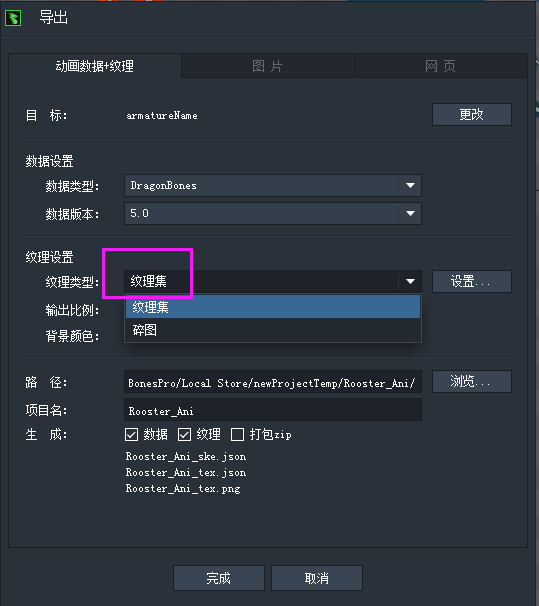 导出
动画数据+纹理 图片 网页
目 标： armatureName 更改
数据设置
数据类型： DragonBones
数据版本： 5.0
纹理设置
纹理类型： 纹理集 设置...
输出比例： 纹理集
背景颜色： 碎图
路 径： BonesPro/Local Store/newProjectTemp/Rooster_Ani/ 浏览...
项目名： Rooster_Ani
生 成： 数据 纹理 打包zip
Rooster_Ani_ske.json
Rooster_Ani_tex.json
Rooster_Ani_tex.png
完成 取消